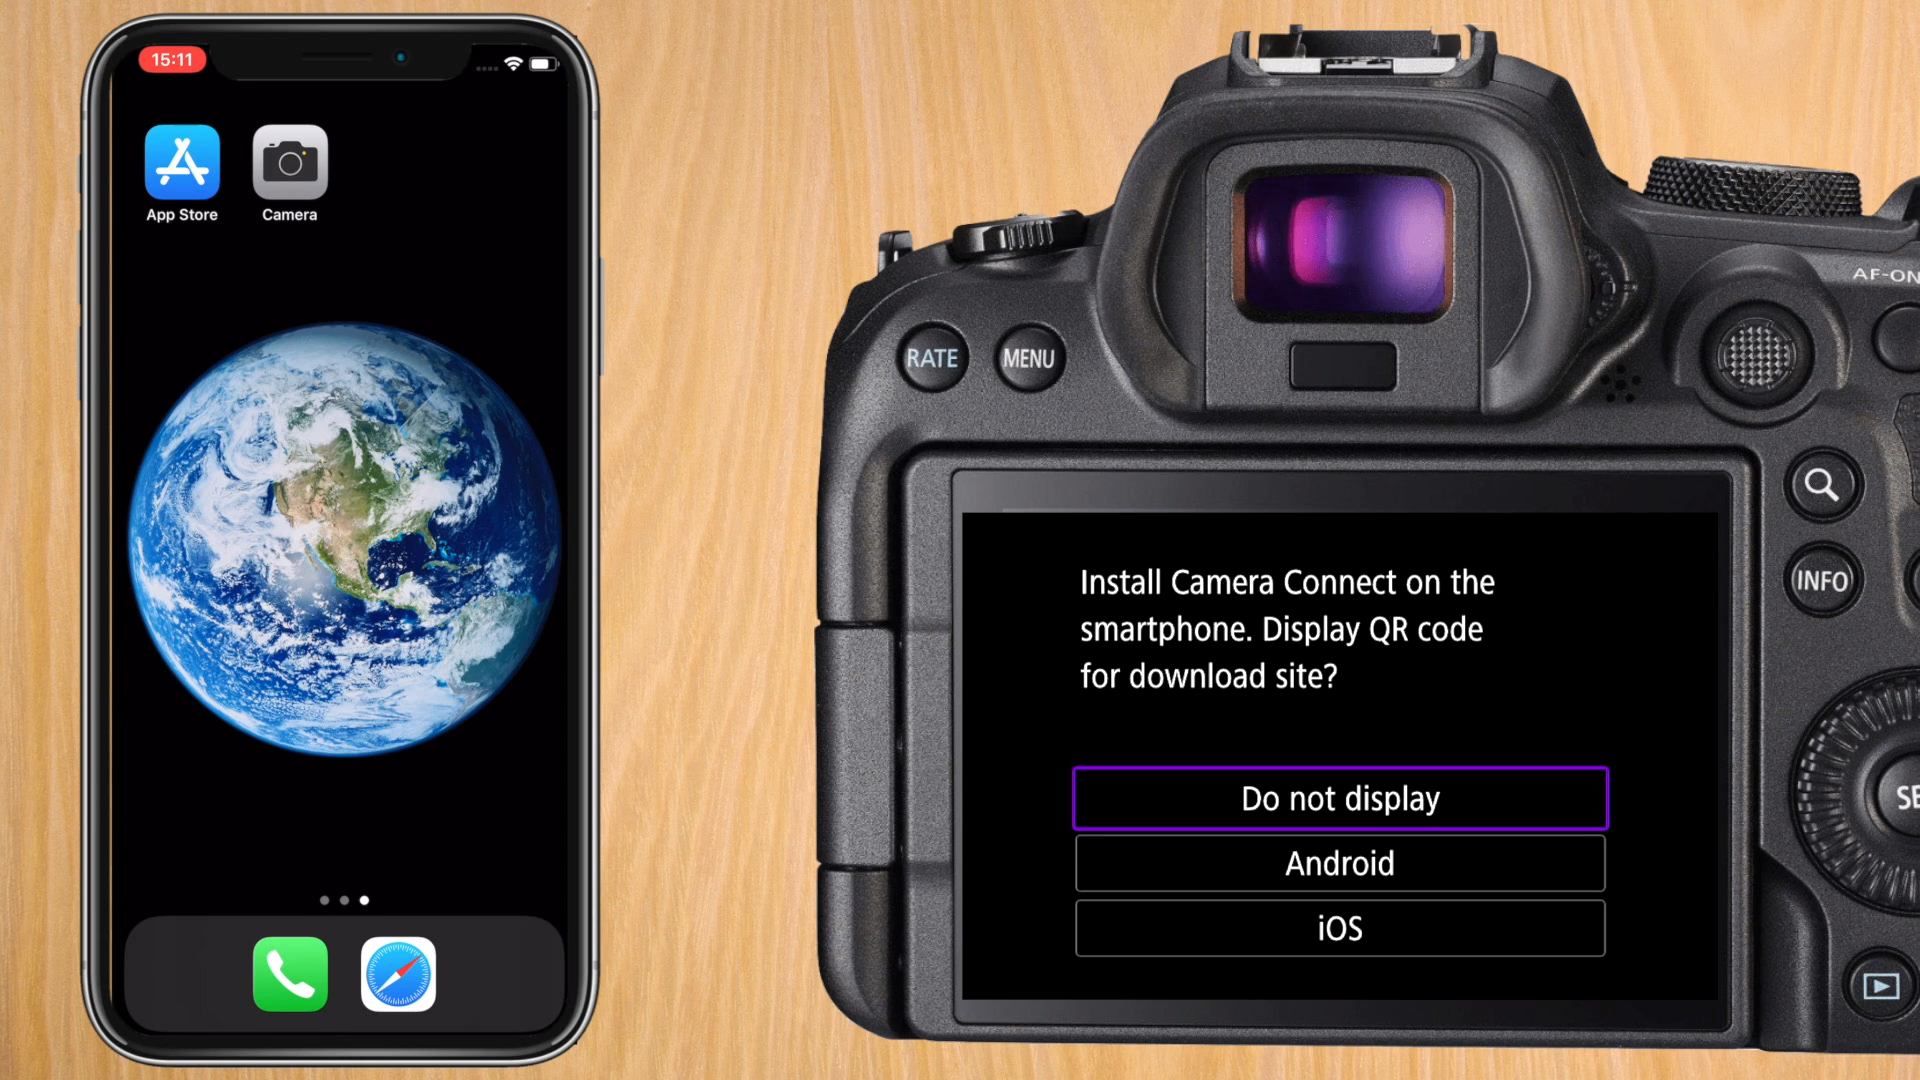 15:11
App Store
Camera
RATE
MENU
AF-ON
INFO
Install Camera Connect on the
smartphone. Display QR code
for download site?
Do not display
Android
iOS